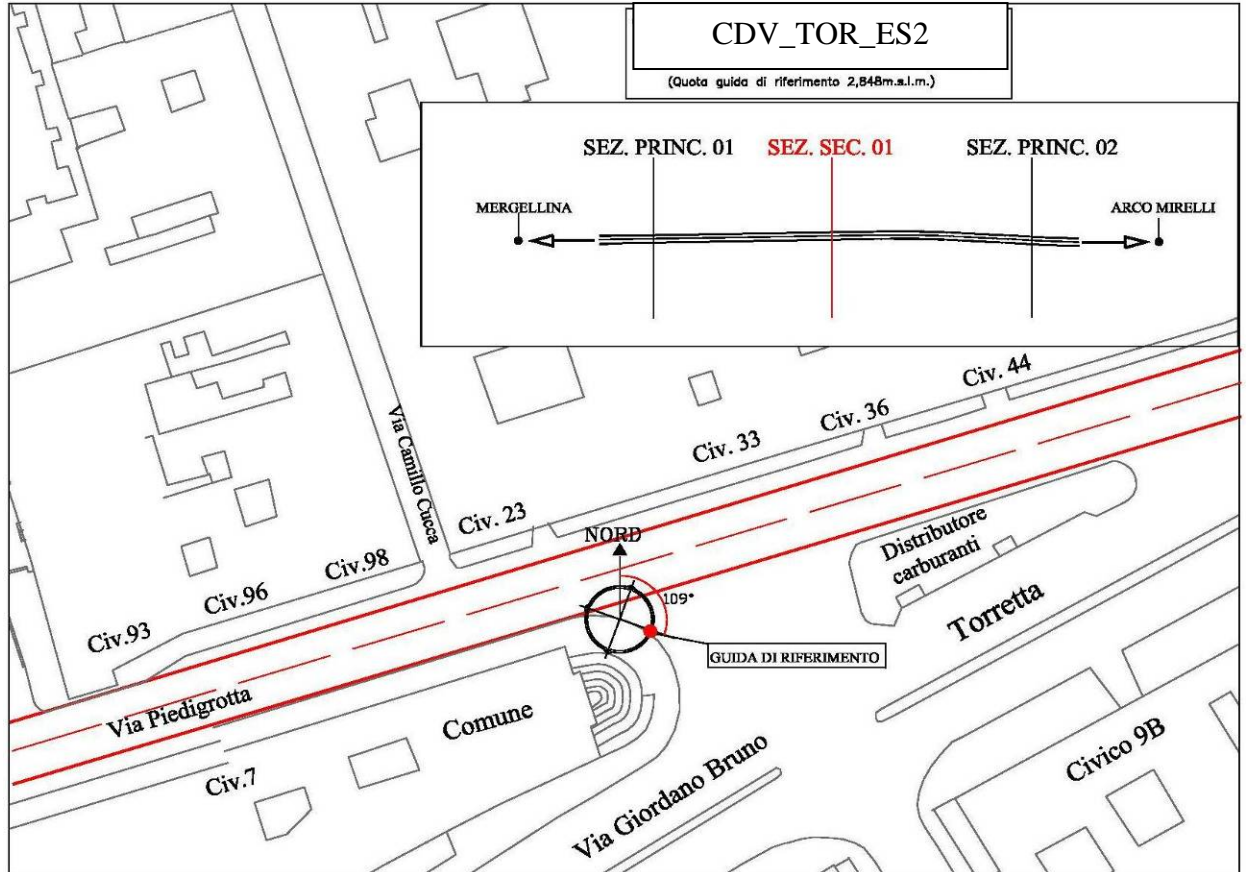 CDV_TOR_ES2
(Quota guida di riferimento 2,848m.s.l.m.)
SEZ. PRINC. 01
SEZ. SEC. 01
SEZ. PRINC. 02
MERGELLINA
ARCO MIRELLI
Civ. 44
Civ. 36
Civ. 33
Via Camillo Cucca
Civ. 23
NORD
Distributore
carburanti
Civ.98
Civ.96
109°
Civ.93
Torretta
GUIDA DI RIFERIMENTO
Via Piedigrotta
Comune
Civico 9B
Civ.7
Via Giordano Bruno